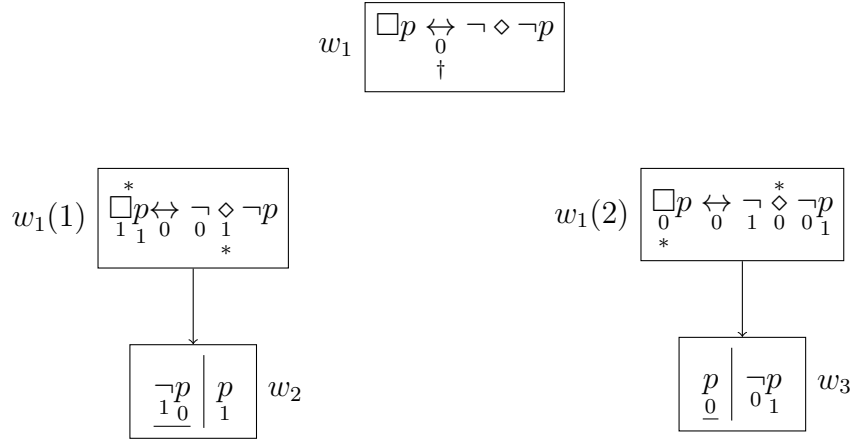 w₁ □p ↔ ¬ ⋄ ¬p
0
†
*
w₁(1) □p ↔ ¬ ⋄ ¬p
1 1 0 0 1
*
*
w₁(2) □p ↔ ¬ ⋄ ¬p
0 0 1 0 0 1
*
¬p | p w₂
1 0 1
p | ¬p w₃
0 0 1